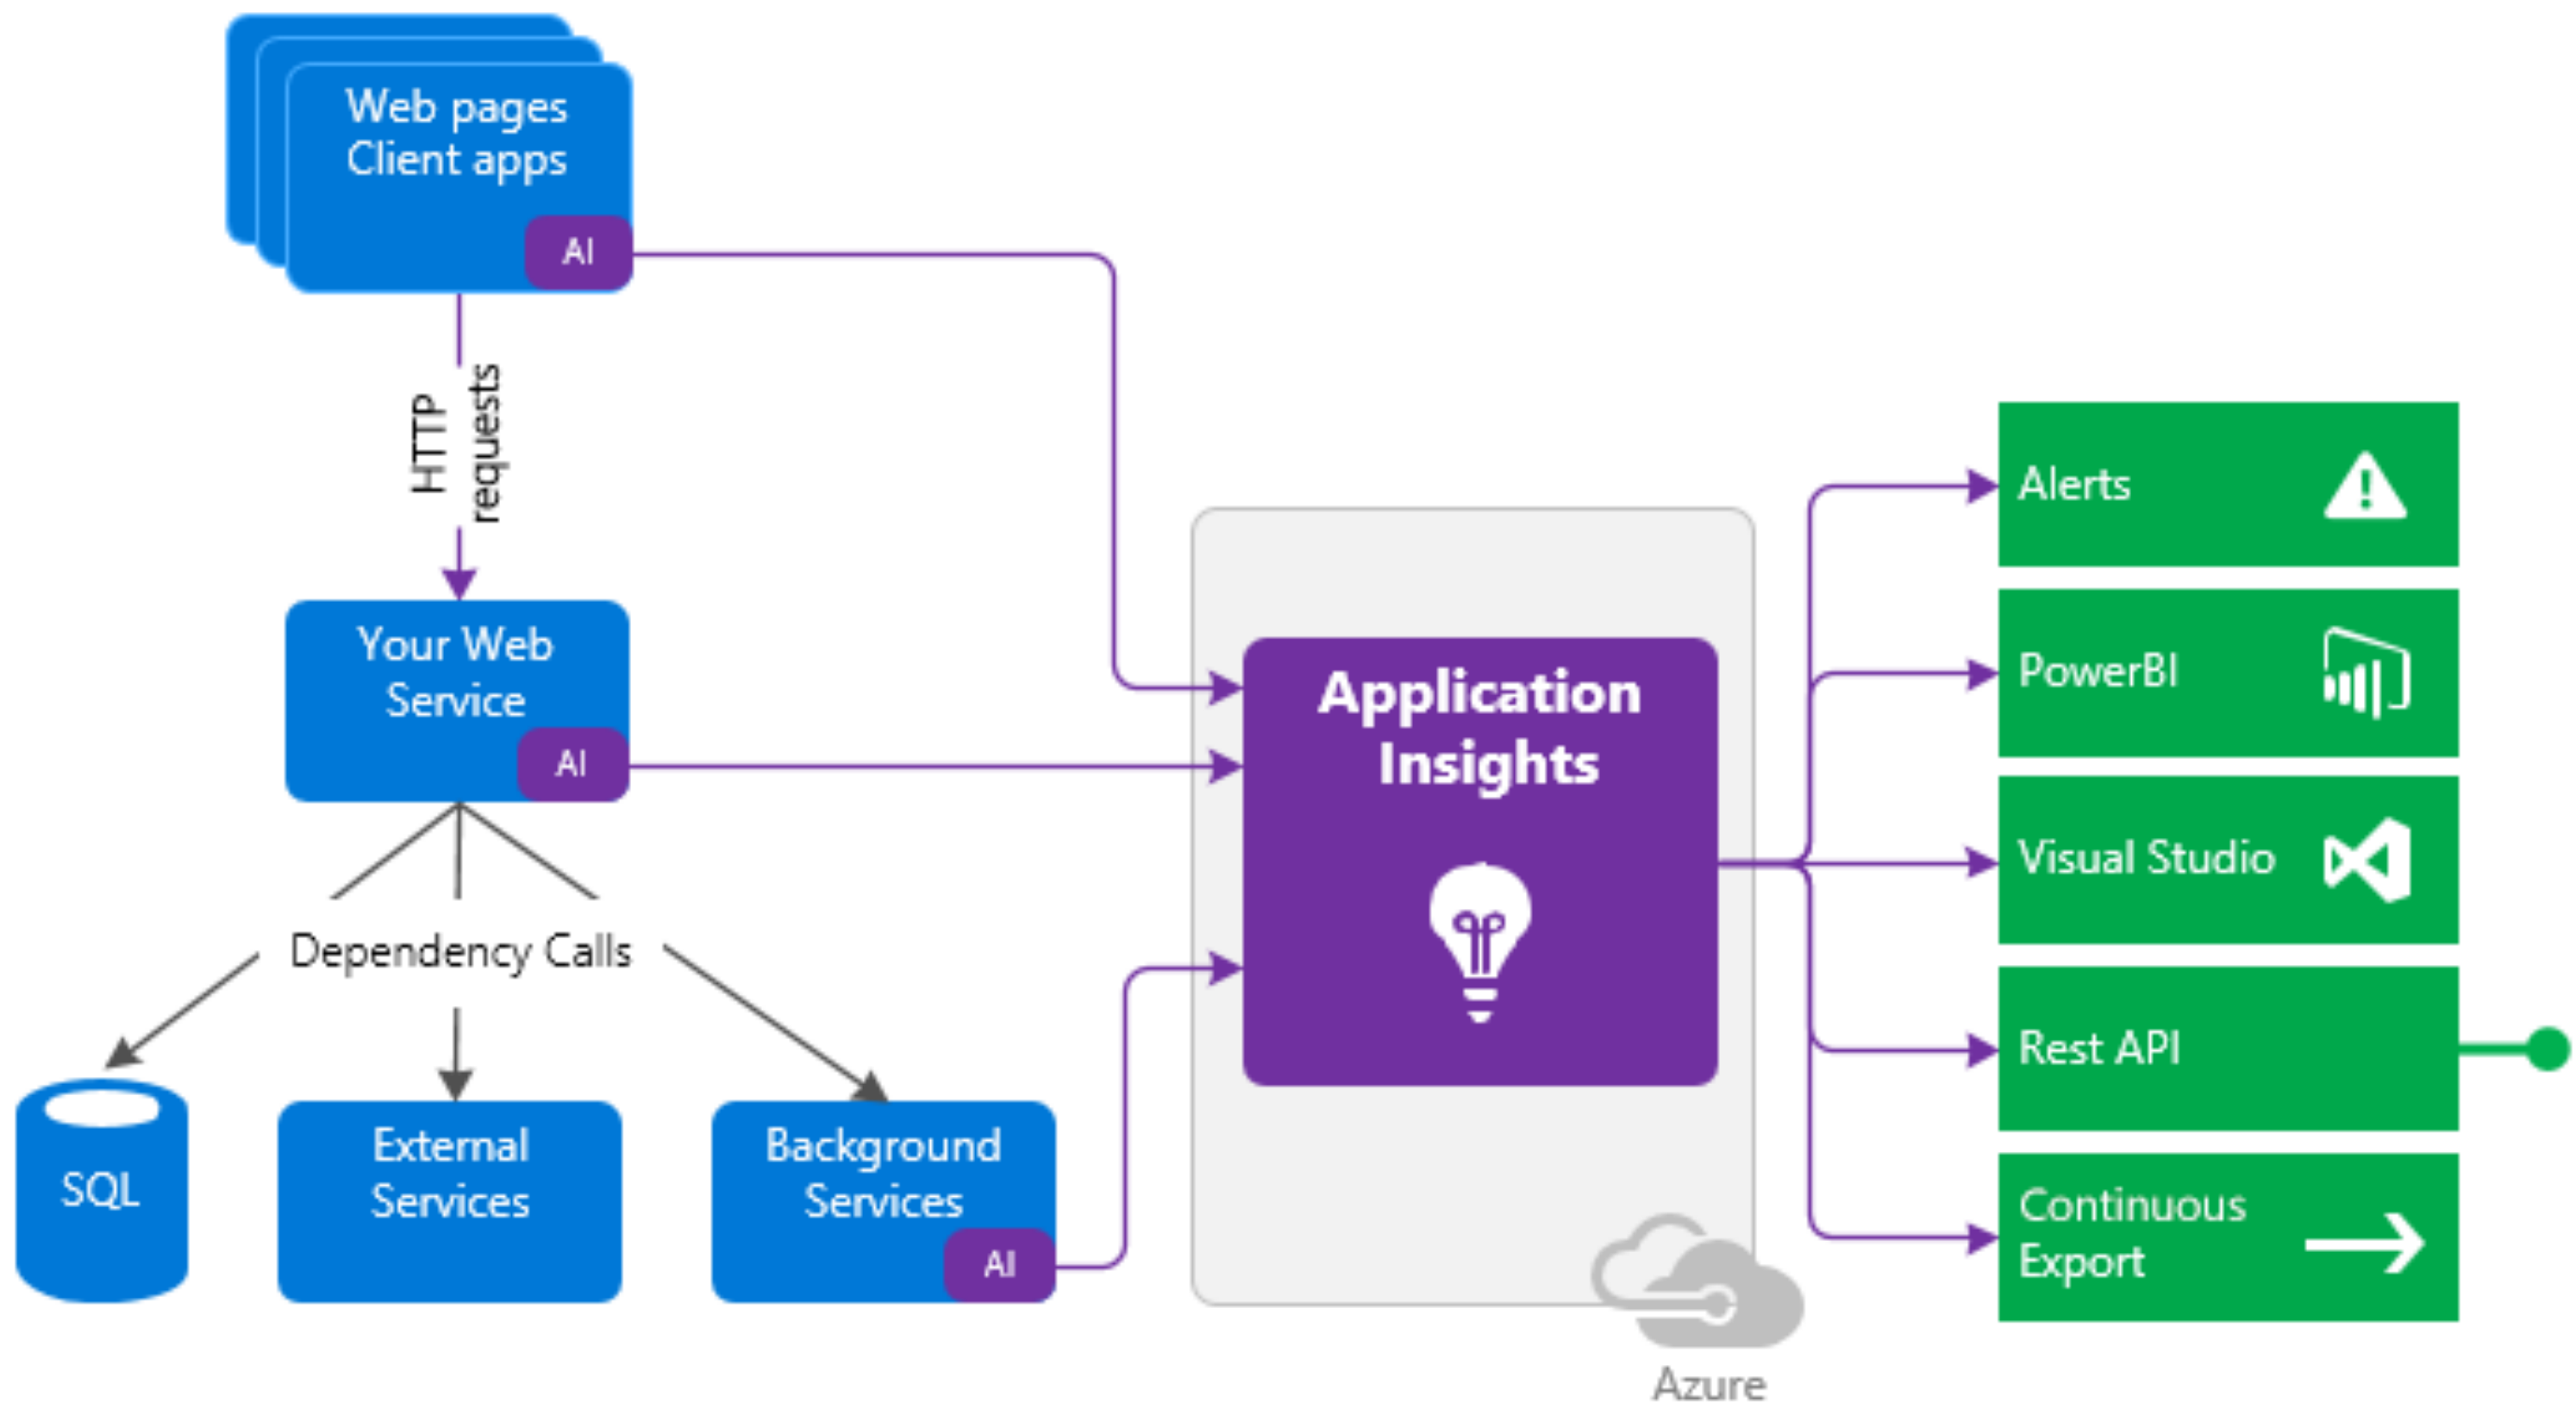 Web pages
Client apps
AI
HTTP
requests
Your Web
Service
AI
Dependency Calls
SQL
External
Services
Background
Services
AI
Application
Insights
Azure
Alerts
PowerBI
Visual Studio
Rest API
Continuous
Export